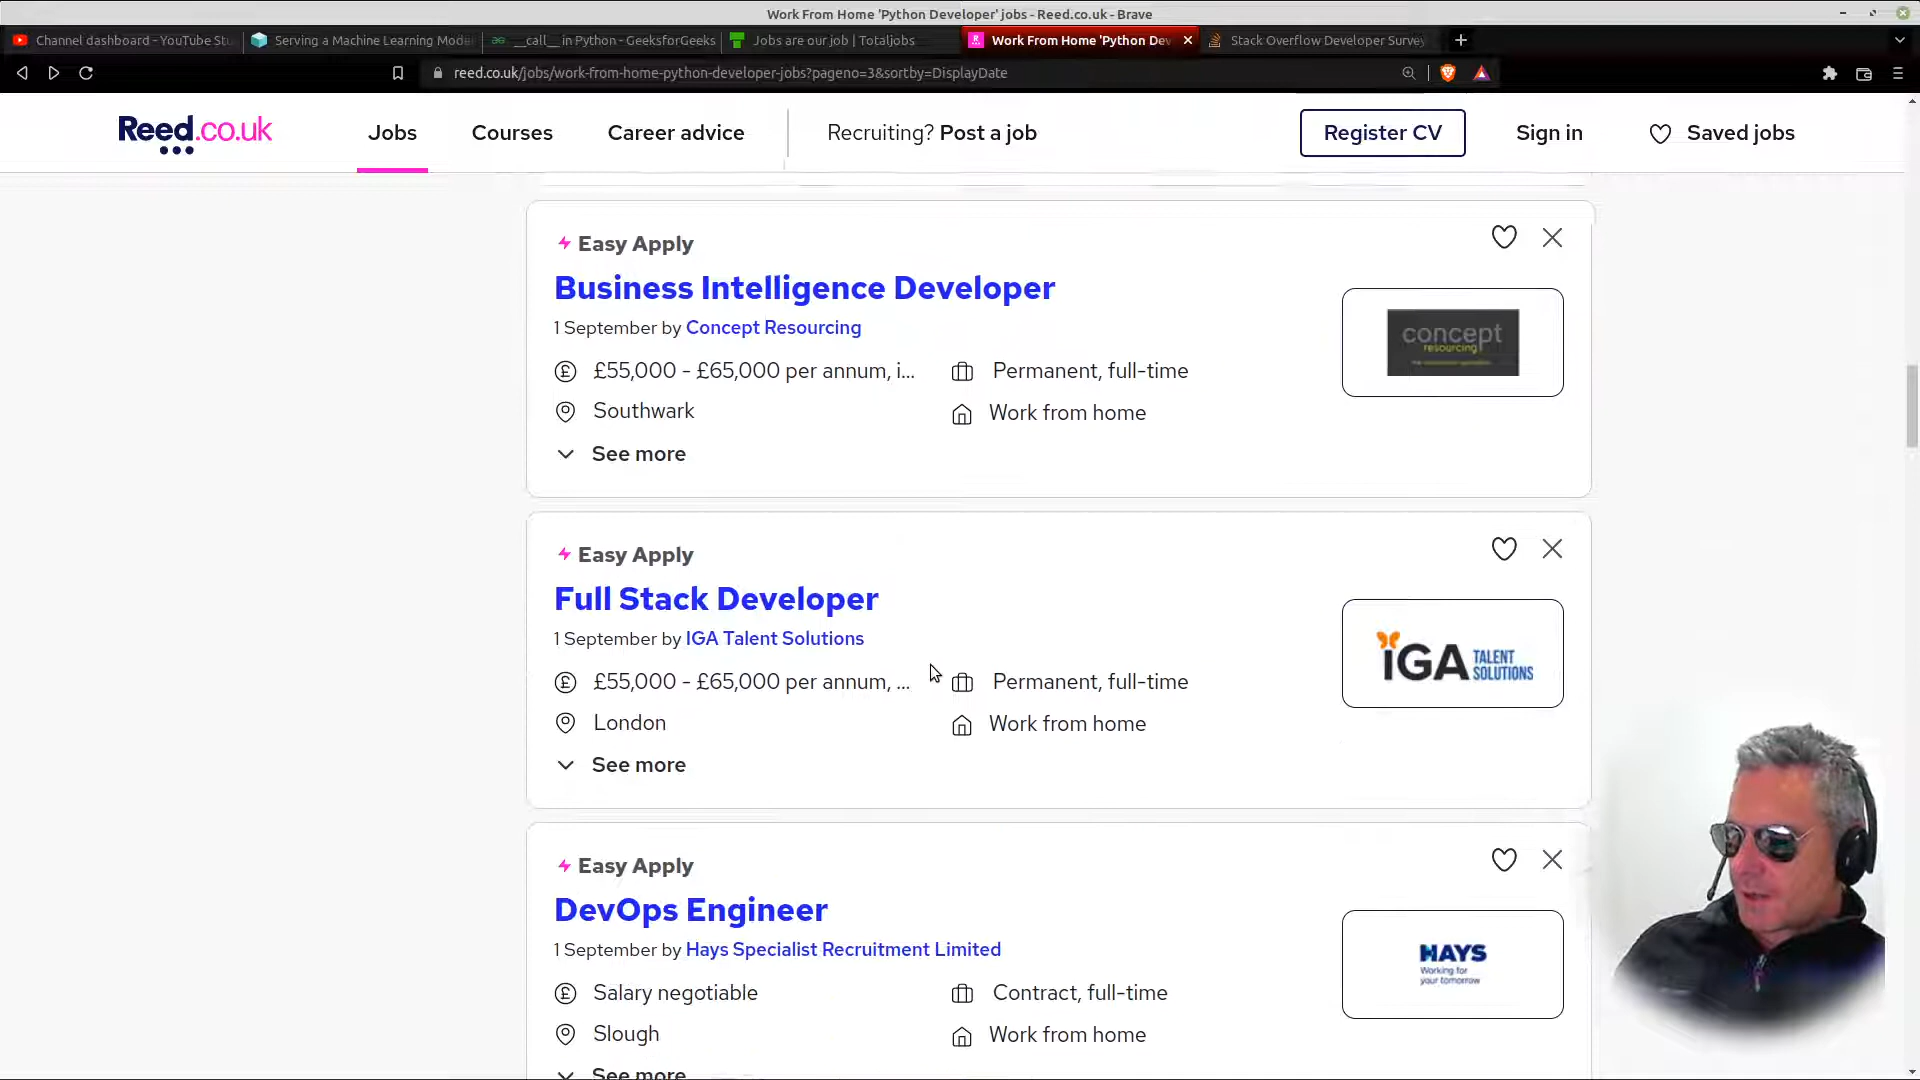 Work From Home 'Python Developer' jobs - Reed.co.uk - Brave
Channel dashboard - YouTube Stu
Serving a Machine Learning Mode
__call__ in Python - GeeksforGeeks
Jobs are our job | Totaljobs
Work From Home 'Python Dev
Stack Overflow Developer Survey
reed.co.uk/jobs/work-from-home-python-developer-jobs?pageno=3&sortby=DisplayDate
Reed.co.uk
Jobs
Courses
Career advice
Recruiting? Post a job
Register CV
Sign in
Saved jobs
Easy Apply
Business Intelligence Developer
1 September by Concept Resourcing
£55,000 - £65,000 per annum, i...
Permanent, full-time
Southwark
Work from home
See more
concept
resourcing
Easy Apply
Full Stack Developer
1 September by IGA Talent Solutions
£55,000 - £65,000 per annum, ...
Permanent, full-time
London
Work from home
See more
iGA TALENT
SOLUTIONS
Easy Apply
DevOps Engineer
1 September by Hays Specialist Recruitment Limited
Salary negotiable
Contract, full-time
Slough
Work from home
See more
HAYS
Working for
your tomorrow